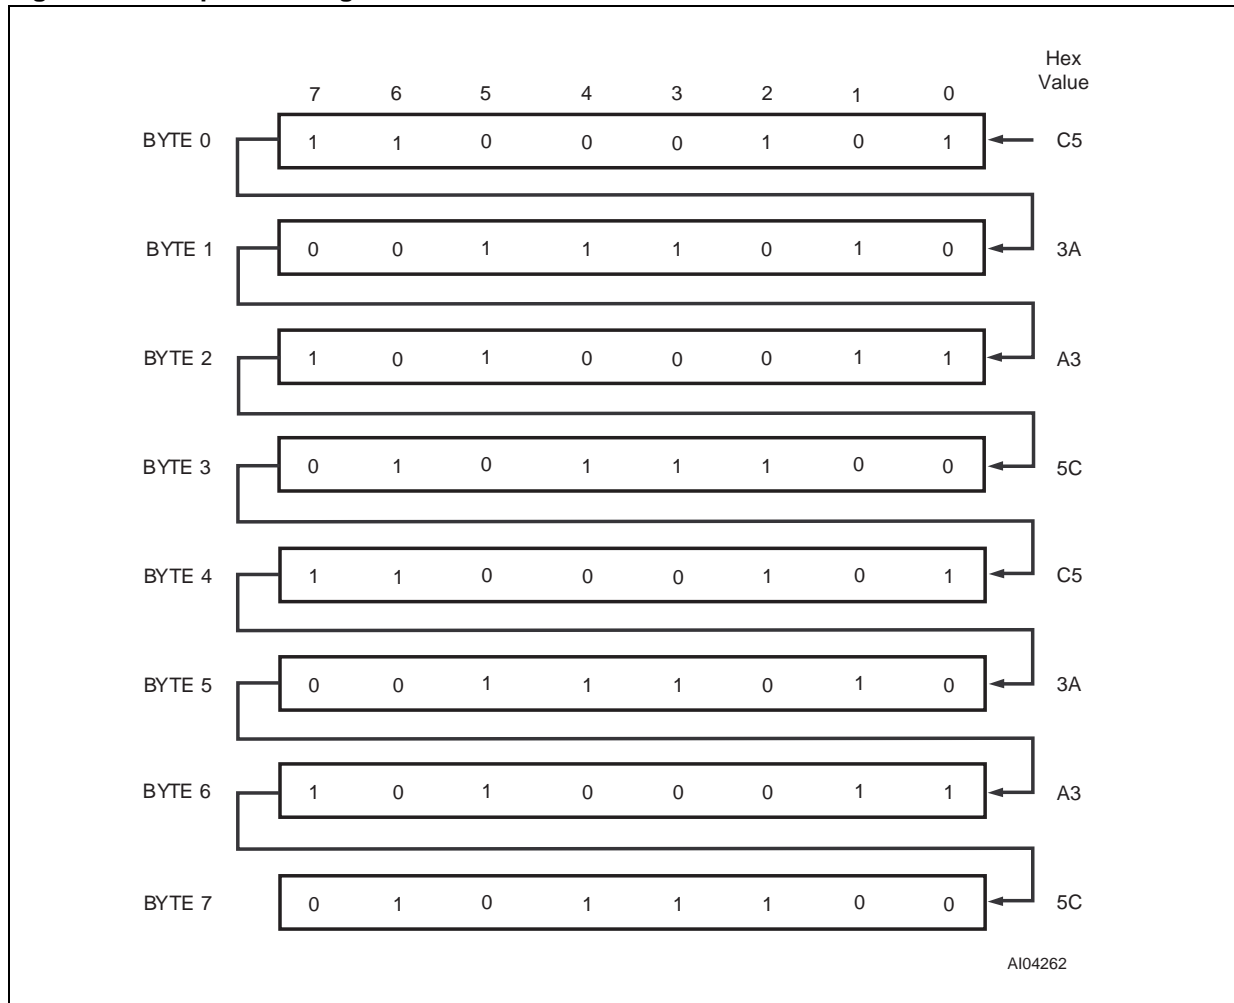 Hex
Value
7 6 5 4 3 2 1 0
BYTE 0 1 1 0 0 0 1 0 1 C5
BYTE 1 0 0 1 1 1 0 1 0 3A
BYTE 2 1 0 1 0 0 0 1 1 A3
BYTE 3 0 1 0 1 1 1 0 0 5C
BYTE 4 1 1 0 0 0 1 0 1 C5
BYTE 5 0 0 1 1 1 0 1 0 3A
BYTE 6 1 0 1 0 0 0 1 1 A3
BYTE 7 0 1 0 1 1 1 0 0 5C
AI04262